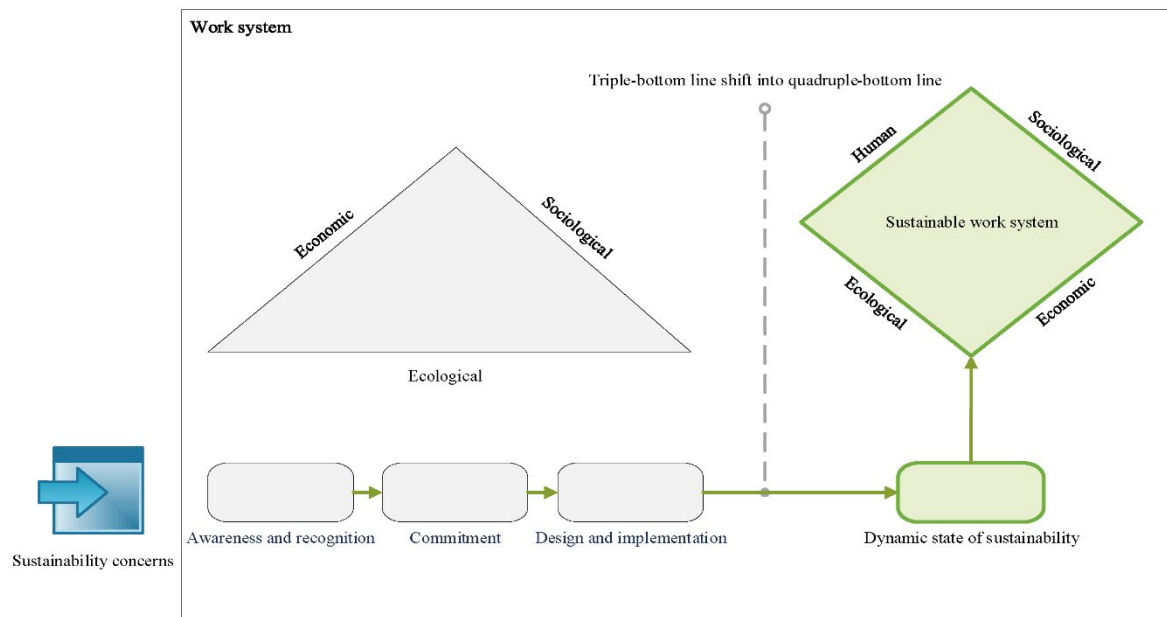 Work system
Triple-bottom line shift into quadruple-bottom line
Economic
Sociological
Ecological
Human
Sociological
Sustainable work system
Ecological
Economic
Sustainability concerns
Awareness and recognition
Commitment
Design and implementation
Dynamic state of sustainability